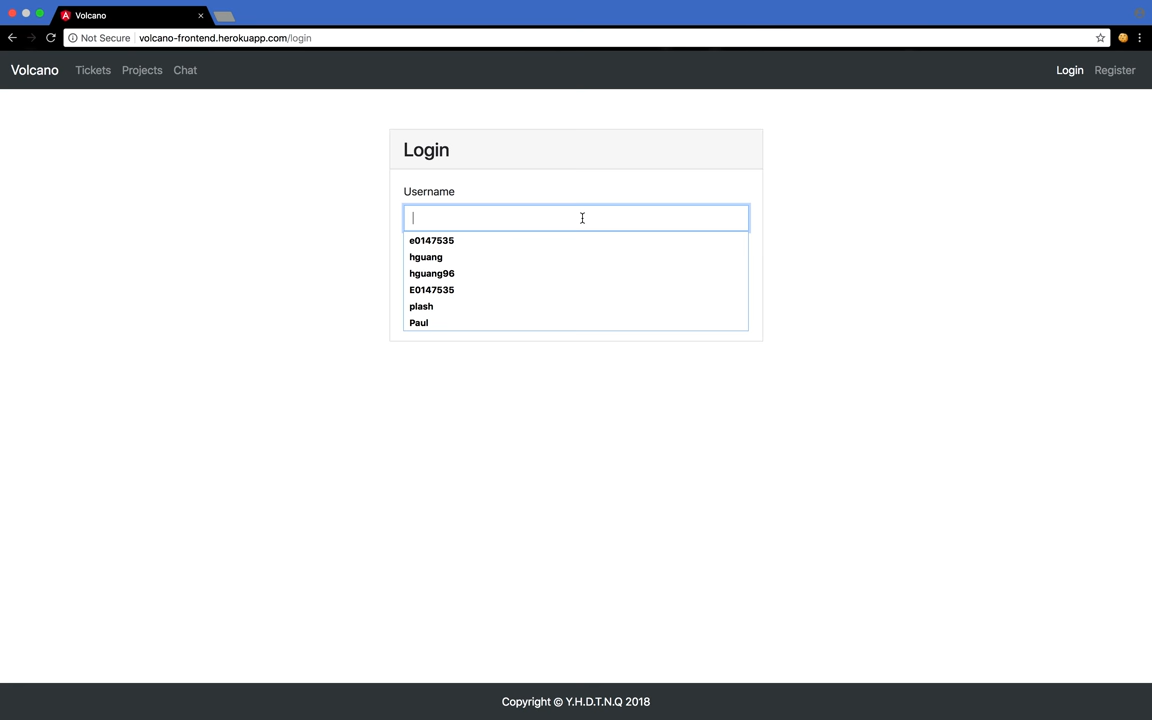 Volcano
Not Secure volcano-frontend.herokuapp.com/login
Volcano Tickets Projects Chat Login Register
Login
Username
e0147535
hguang
hguang96
E0147535
plash
Paul
Copyright © Y.H.D.T.N.Q 2018